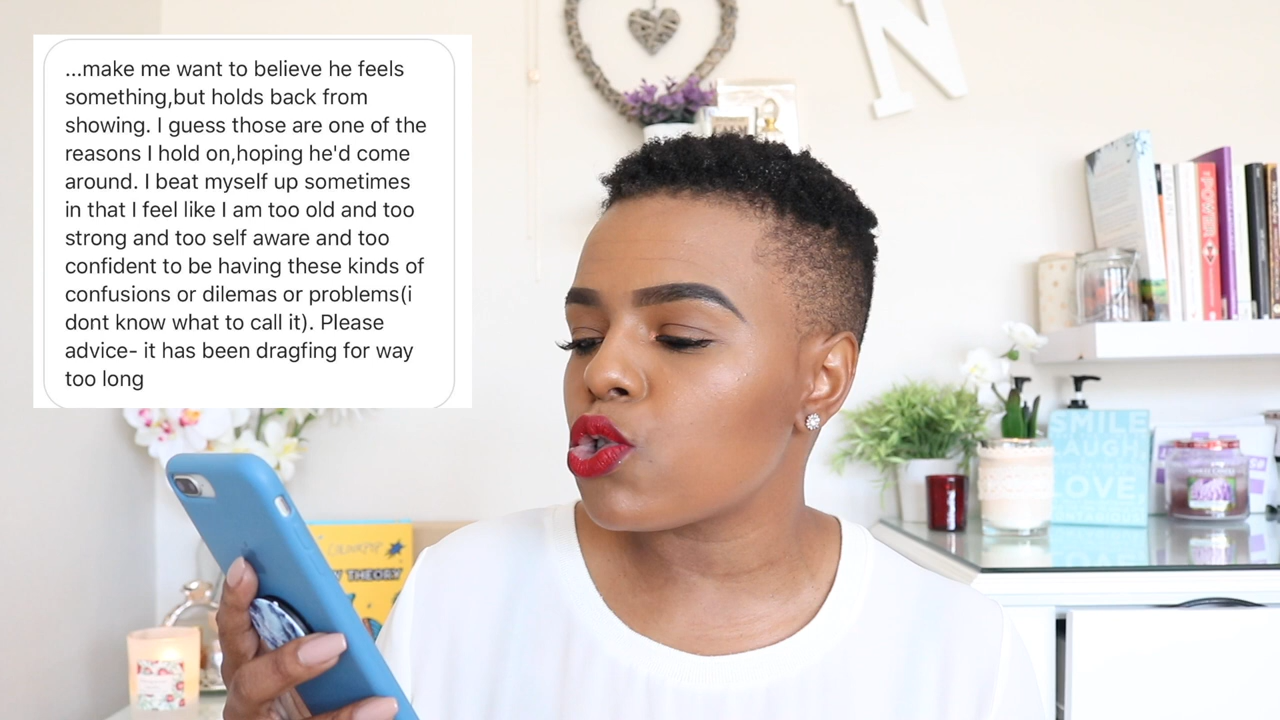 ...make me want to believe he feels
something,but holds back from
showing. I guess those are one of the
reasons I hold on,hoping he'd come
around. I beat myself up sometimes
in that I feel like I am too old and too
strong and too self aware and too
confident to be having these kinds of
confusions or dilemas or problems(i
dont know what to call it). Please
advice- it has been dragfing for way
too long
N
POWER
SMILE
LAUGH,
LOVE,
COLOURPOP
THEORY